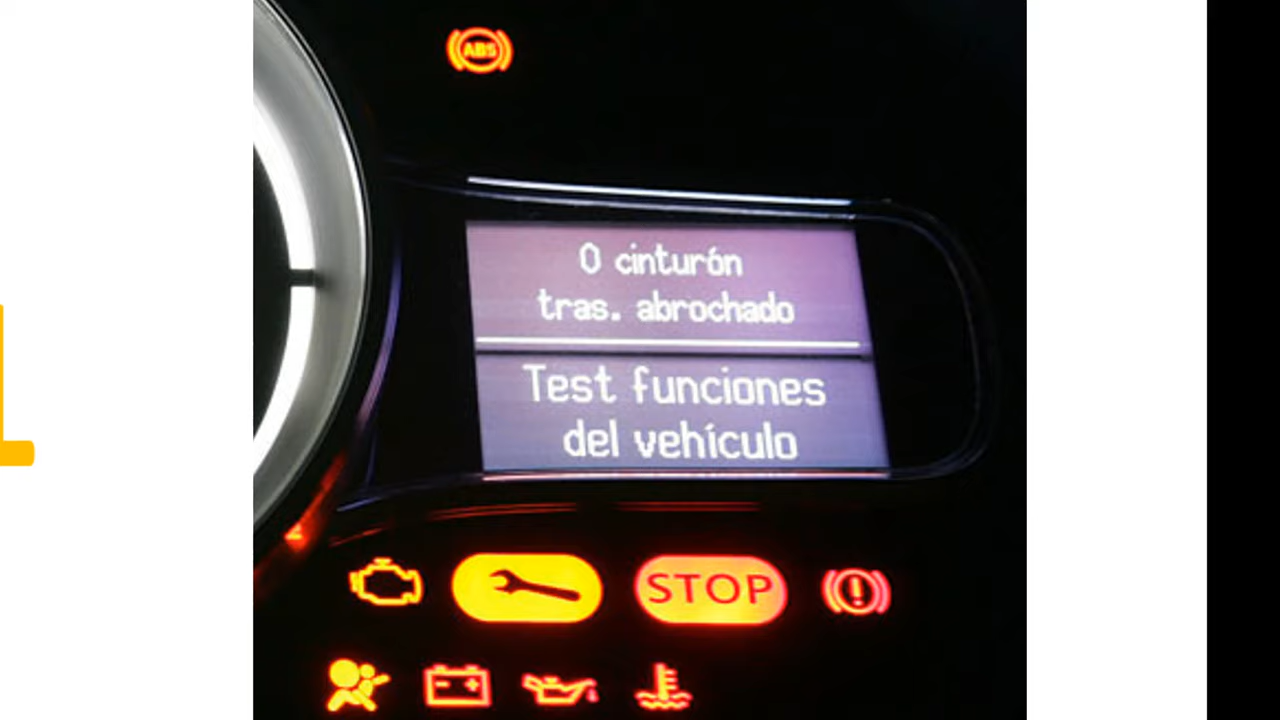 ABS
0 cinturón
tras. abrochado
Test funciones
del vehículo
STOP